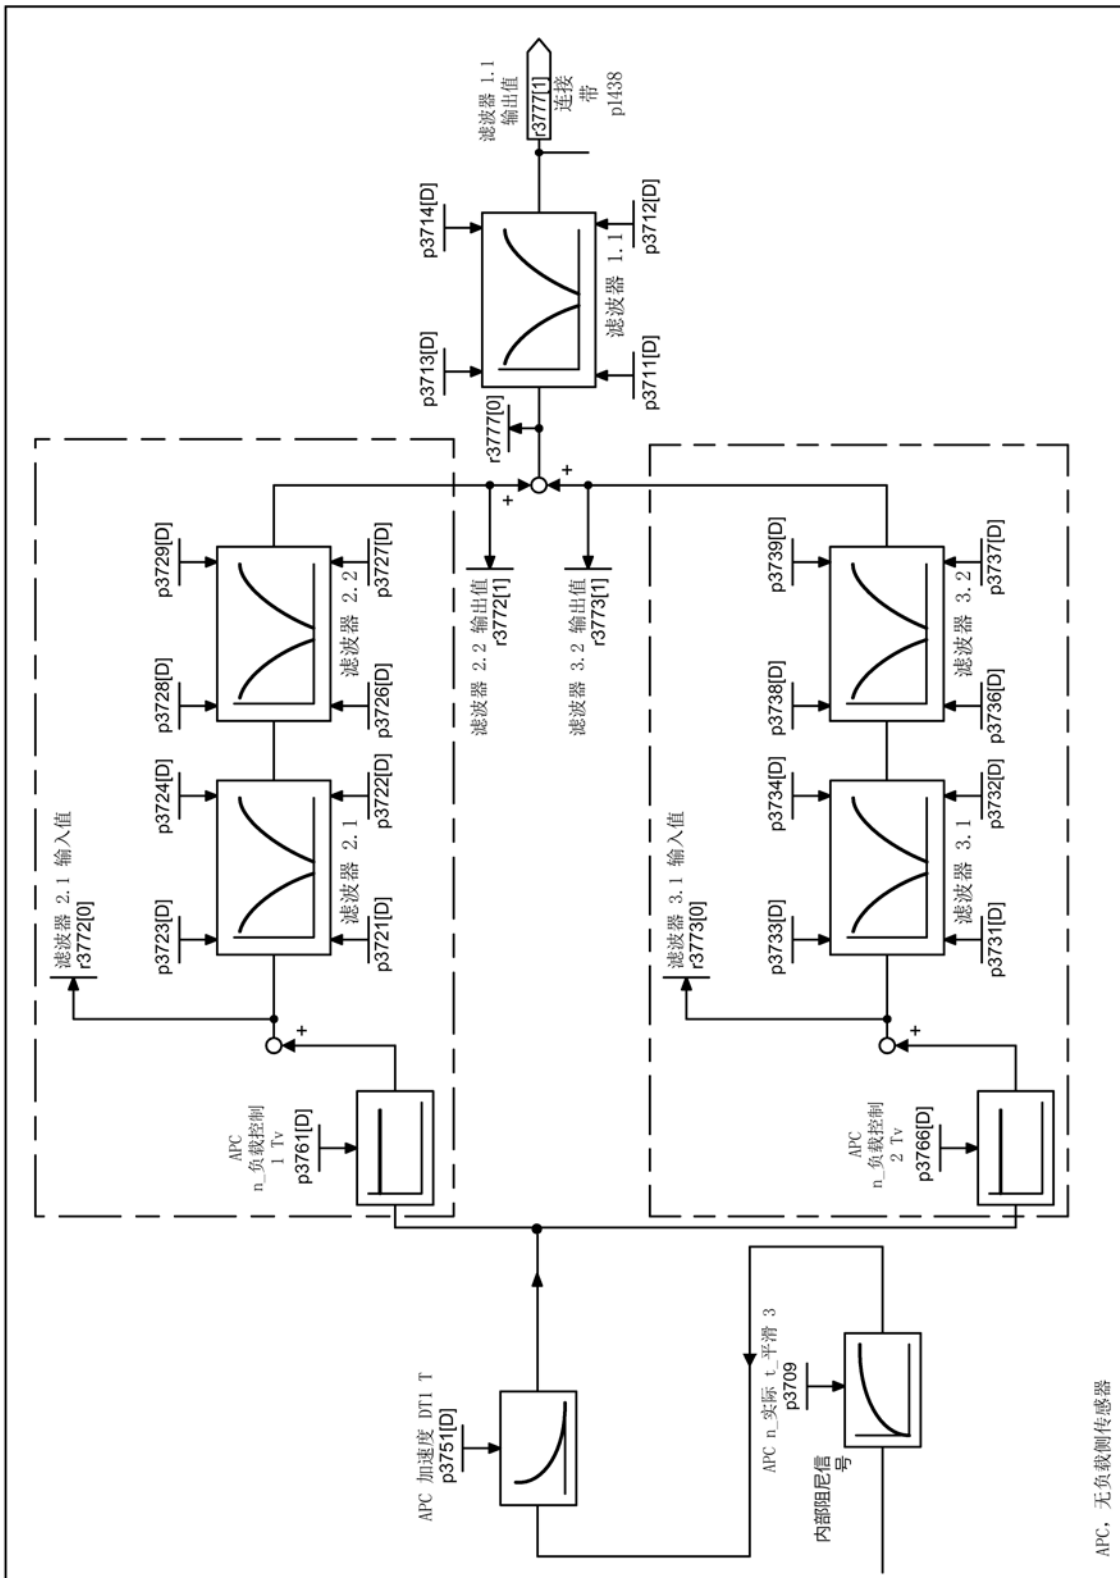 APC，无负载侧传感器
内部阻尼信
号
APC n_实际 t_平滑 3
p3709
APC 加速度 DT1 T
p3751[D]
APC
n_负载控制
1 Tv
p3761[D]
滤波器 2.1 输入值
r3772[0]
p3723[D]
p3724[D]
p3721[D]
p3722[D]
滤波器 2.1
p3728[D]
p3729[D]
p3726[D]
p3727[D]
滤波器 2.2
滤波器 2.2 输出值
r3772[1]
+
APC
n_负载控制
2 Tv
p3766[D]
+
滤波器 3.1 输入值
r3773[0]
p3733[D]
p3734[D]
p3731[D]
p3732[D]
滤波器 3.1
p3738[D]
p3739[D]
p3736[D]
p3737[D]
滤波器 3.2
滤波器 3.2 输出值
r3773[1]
+
+
r3777[0]
p3713[D]
p3714[D]
p3711[D]
p3712[D]
滤波器 1.1
滤波器 1.1
输出值
r3777[1]
连接
带
p1438